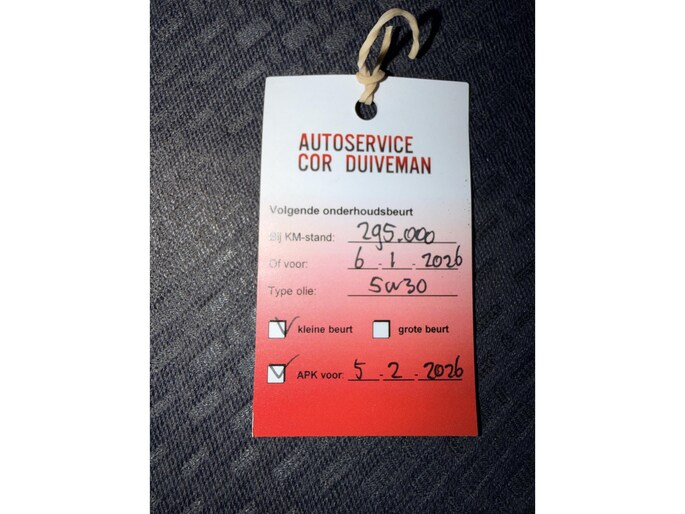 AUTOSERVICE
COR DUIVEMAN
Volgende onderhoudsbeurt
Bij KM-stand: 295.000
Of voor: 6 - 1 - 2026
Type olie: 5W30
kleine beurt grote beurt
APK voor: 5 - 2 - 2026